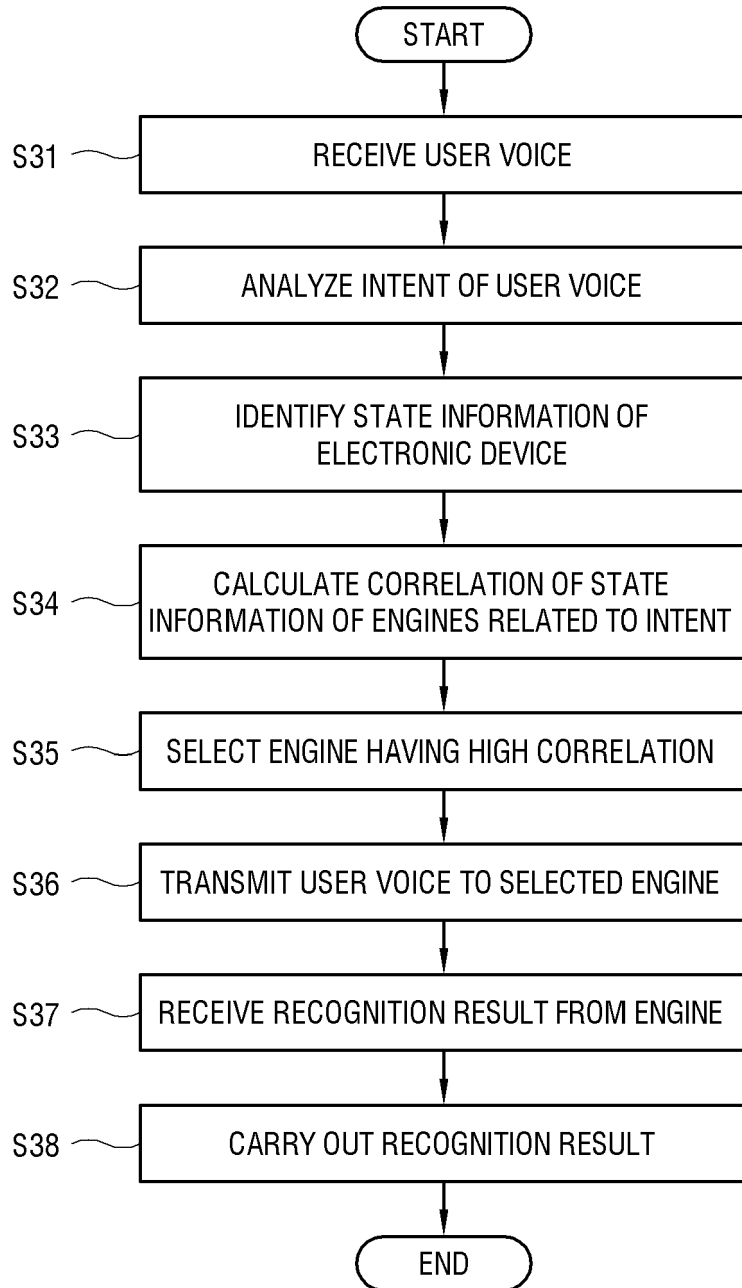 START
S31 RECEIVE USER VOICE
S32 ANALYZE INTENT OF USER VOICE
S33 IDENTIFY STATE INFORMATION OF
ELECTRONIC DEVICE
S34 CALCULATE CORRELATION OF STATE
INFORMATION OF ENGINES RELATED TO INTENT
S35 SELECT ENGINE HAVING HIGH CORRELATION
S36 TRANSMIT USER VOICE TO SELECTED ENGINE
S37 RECEIVE RECOGNITION RESULT FROM ENGINE
S38 CARRY OUT RECOGNITION RESULT
END